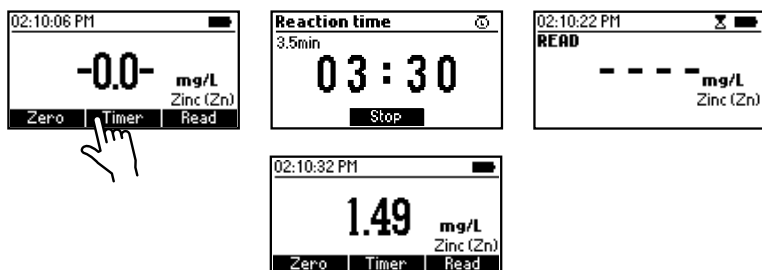 02:10:06 PM
-0.0- mg/L
Zinc (Zn)
Zero Timer Read
Reaction time
3.5min
03:30
Stop
02:10:22 PM
READ
---- mg/L
Zinc (Zn)
02:10:32 PM
1.49 mg/L
Zinc (Zn)
Zero Timer Read